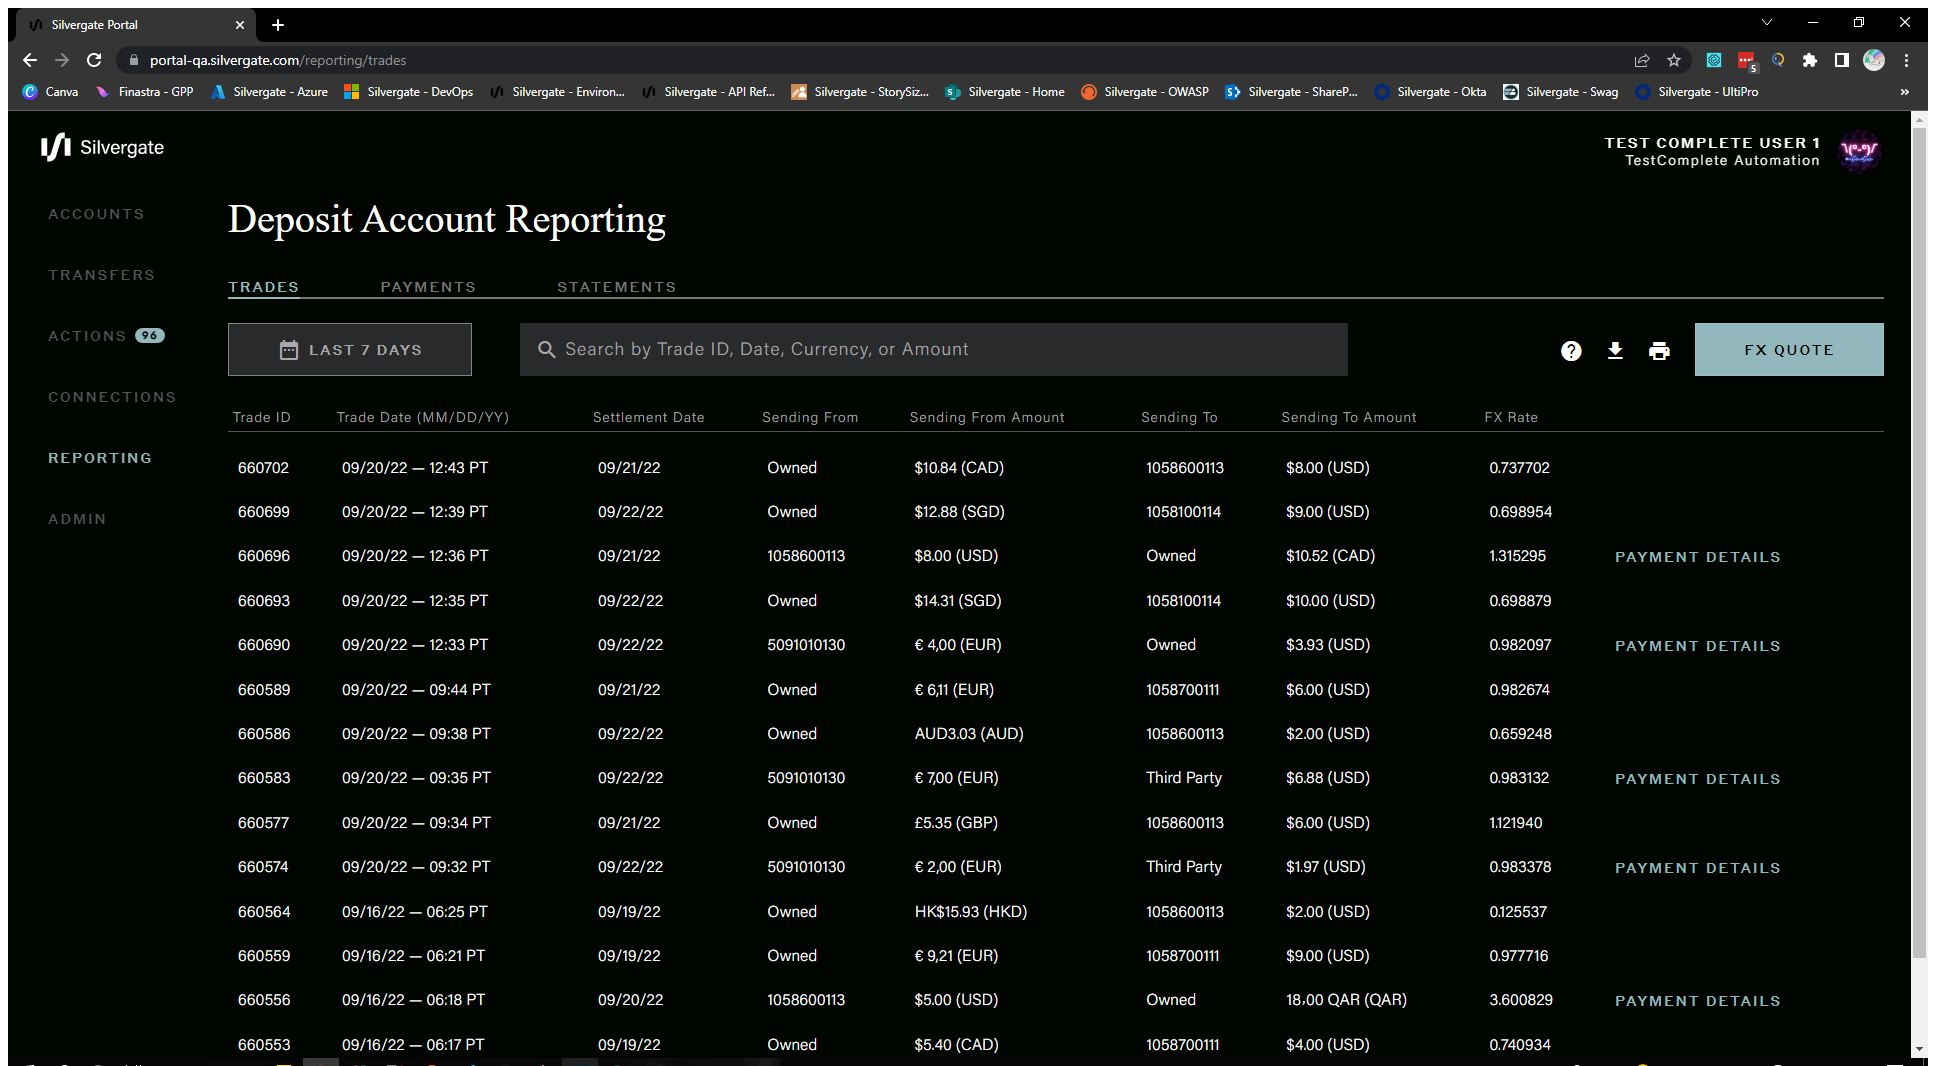 Silvergate Portal
portal-qa.silvergate.com/reporting/trades
5
Canva Finastra - GPP Silvergate - Azure Silvergate - DevOps Silvergate - Environ... Silvergate - API Ref... Silvergate - StorySiz... Silvergate - Home Silvergate - OWASP Silvergate - ShareP... Silvergate - Okta Silvergate - Swag Silvergate - UltiPro »
Silvergate
TEST COMPLETE USER 1
TestComplete Automation
ACCOUNTS
TRANSFERS
ACTIONS 96
CONNECTIONS
REPORTING
ADMIN
Deposit Account Reporting
TRADES PAYMENTS STATEMENTS
LAST 7 DAYS Search by Trade ID, Date, Currency, or Amount ? FX QUOTE
Trade ID Trade Date (MM/DD/YY) Settlement Date Sending From Sending From Amount Sending To Sending To Amount FX Rate
660702 09/20/22 — 12:43 PT 09/21/22 Owned $10.84 (CAD) 1058600113 $8.00 (USD) 0.737702
660699 09/20/22 — 12:39 PT 09/22/22 Owned $12.88 (SGD) 1058100114 $9.00 (USD) 0.698954
660696 09/20/22 — 12:36 PT 09/21/22 1058600113 $8.00 (USD) Owned $10.52 (CAD) 1.315295 PAYMENT DETAILS
660693 09/20/22 — 12:35 PT 09/22/22 Owned $14.31 (SGD) 1058100114 $10.00 (USD) 0.698879
660690 09/20/22 — 12:33 PT 09/22/22 5091010130 € 4,00 (EUR) Owned $3.93 (USD) 0.982097 PAYMENT DETAILS
660589 09/20/22 — 09:44 PT 09/21/22 Owned € 6,11 (EUR) 1058700111 $6.00 (USD) 0.982674
660586 09/20/22 — 09:38 PT 09/22/22 Owned AUD3.03 (AUD) 1058600113 $2.00 (USD) 0.659248
660583 09/20/22 — 09:35 PT 09/22/22 5091010130 € 7,00 (EUR) Third Party $6.88 (USD) 0.983132 PAYMENT DETAILS
660577 09/20/22 — 09:34 PT 09/21/22 Owned £5.35 (GBP) 1058600113 $6.00 (USD) 1.121940
660574 09/20/22 — 09:32 PT 09/22/22 5091010130 € 2,00 (EUR) Third Party $1.97 (USD) 0.983378 PAYMENT DETAILS
660564 09/16/22 — 06:25 PT 09/19/22 Owned HK$15.93 (HKD) 1058600113 $2.00 (USD) 0.125537
660559 09/16/22 — 06:21 PT 09/19/22 Owned € 9,21 (EUR) 1058700111 $9.00 (USD) 0.977716
660556 09/16/22 — 06:18 PT 09/20/22 1058600113 $5.00 (USD) Owned 18,00 QAR (QAR) 3.600829 PAYMENT DETAILS
660553 09/16/22 — 06:17 PT 09/19/22 Owned $5.40 (CAD) 1058700111 $4.00 (USD) 0.740934